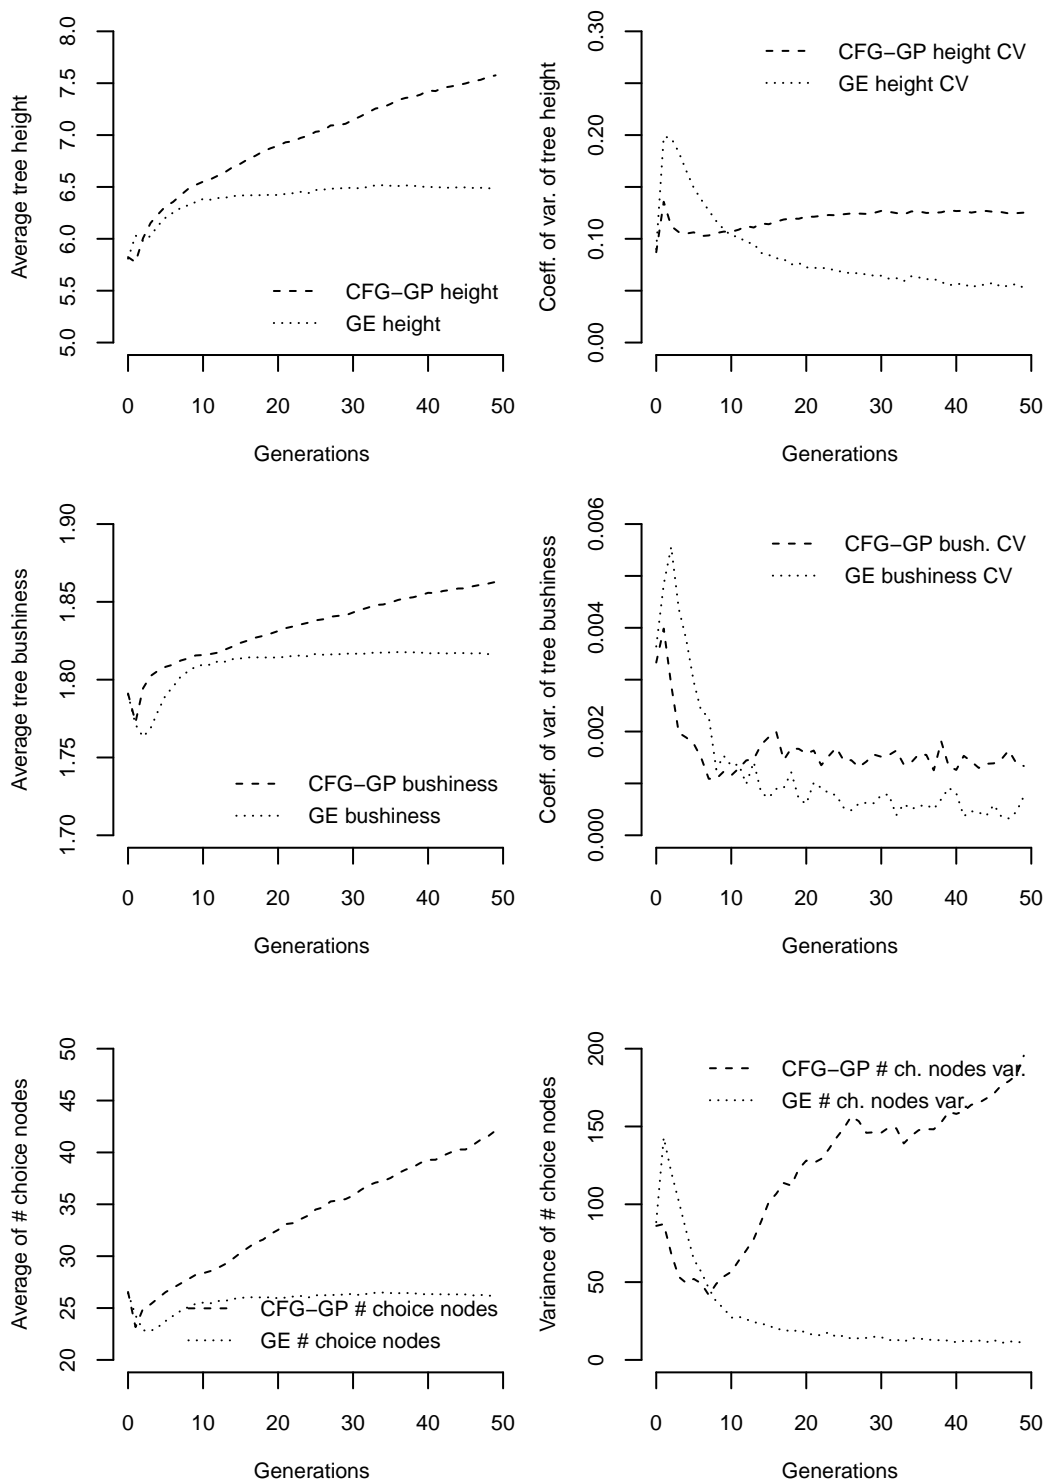 Average tree height
8.0
7.5
7.0
6.5
6.0
5.5
5.0
CFG−GP height
GE height
0 10 20 30 40 50
Generations
Coeff. of var. of tree height
0.30
0.20
0.10
0.00
CFG−GP height CV
GE height CV
0 10 20 30 40 50
Generations
Average tree bushiness
1.90
1.85
1.80
1.75
1.70
CFG−GP bushiness
GE bushiness
0 10 20 30 40 50
Generations
Coeff. of var. of tree bushiness
0.006
0.004
0.002
0.000
CFG−GP bush. CV
GE bushiness CV
0 10 20 30 40 50
Generations
Average of # choice nodes
50
45
40
35
30
25
20
CFG−GP # choice nodes
GE # choice nodes
0 10 20 30 40 50
Generations
Variance of # choice nodes
200
150
100
50
0
CFG−GP # ch. nodes var.
GE # ch. nodes var.
0 10 20 30 40 50
Generations